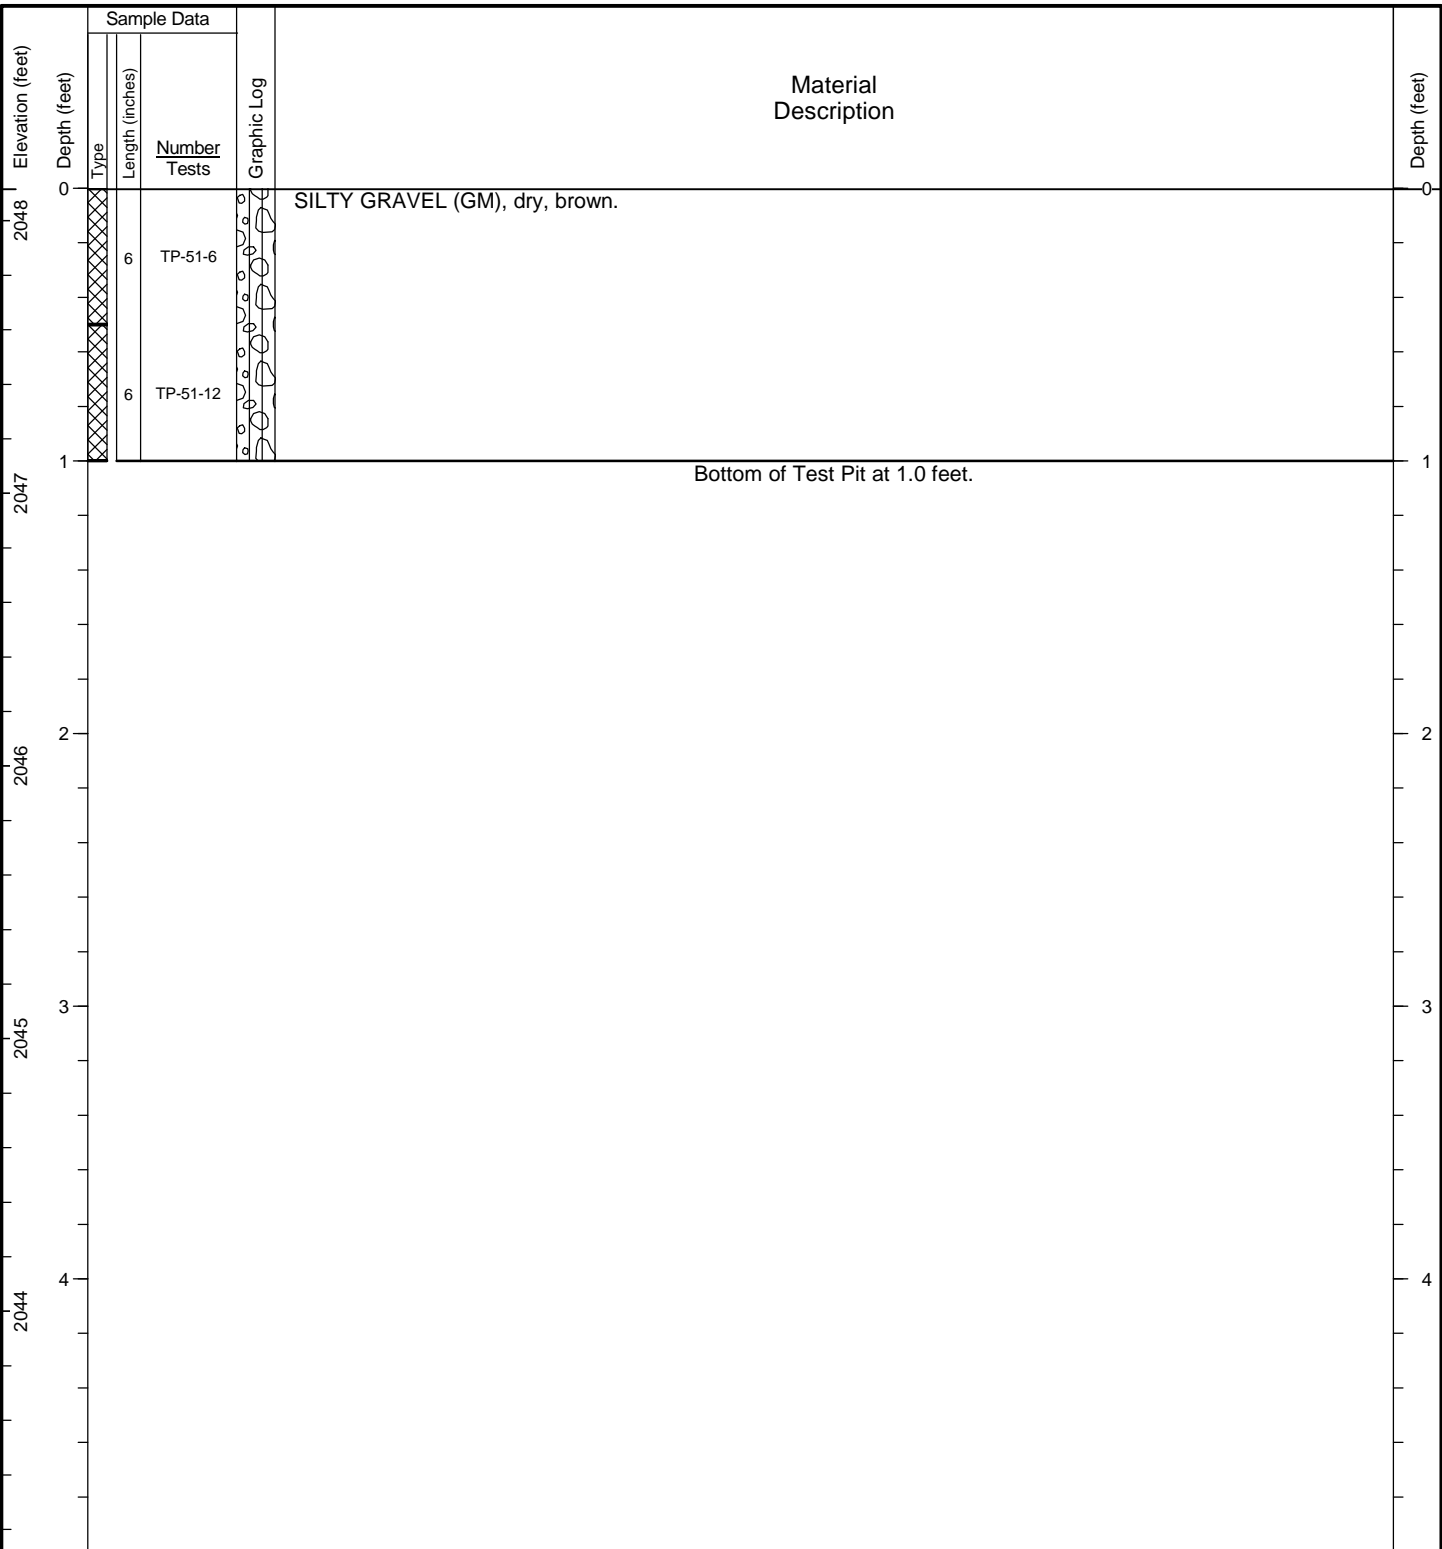 Sample Data
Elevation (feet)
Depth (feet)
Type
Length (inches)
Number
Tests
Graphic Log
Material
Description
Depth (feet)
0
SILTY GRAVEL (GM), dry, brown.
0
2048
6
TP-51-6
6
TP-51-12
1
1
Bottom of Test Pit at 1.0 feet.
2047
2
2
2046
3
3
2045
4
4
2044